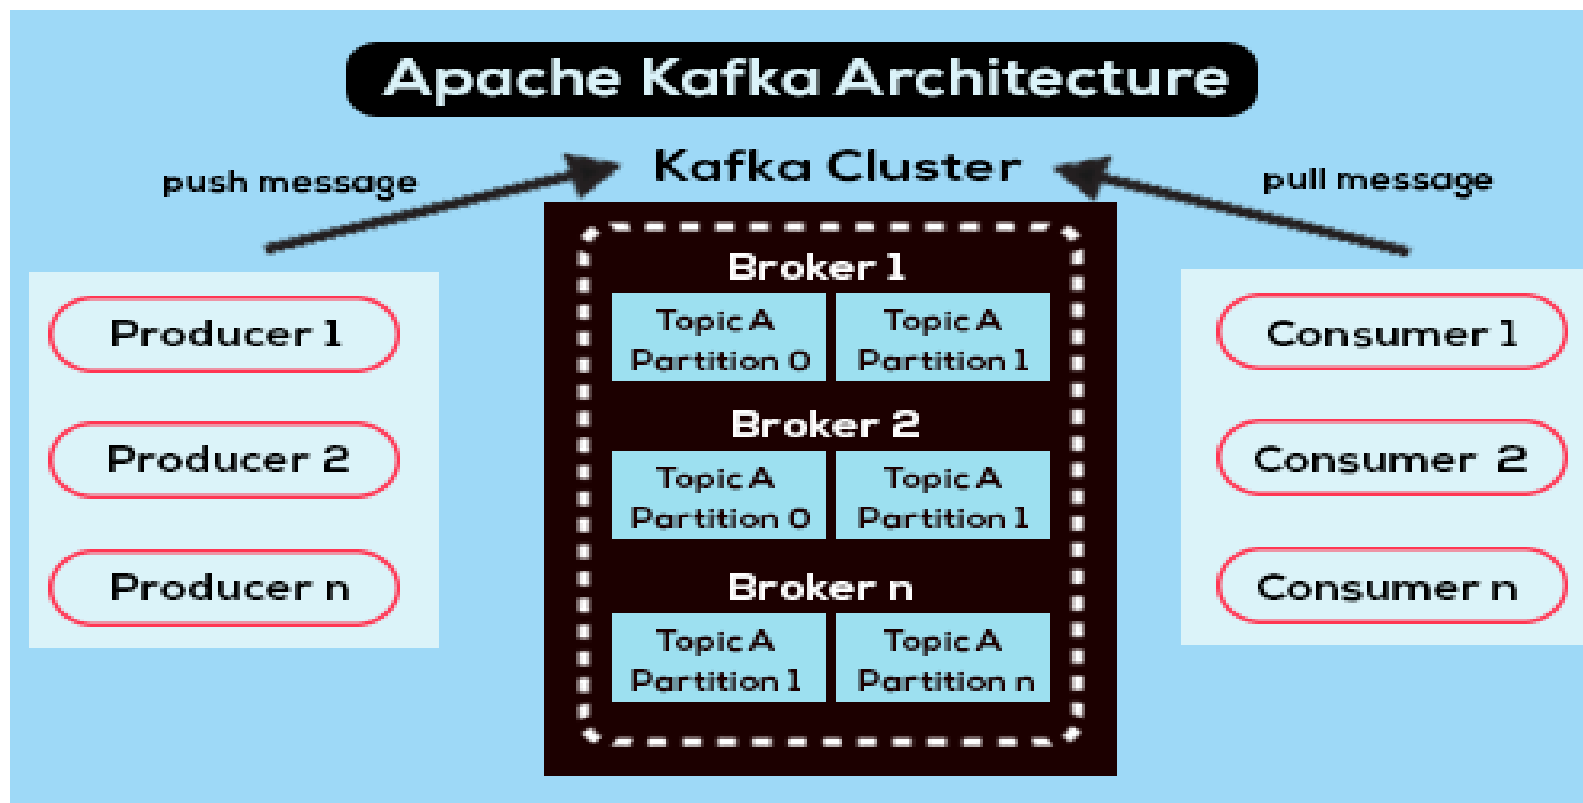 Apache Kafka Architecture
Kafka Cluster
push message
pull message
Producer 1
Producer 2
Producer n
Broker 1
Topic A
Partition 0
Topic A
Partition 1
Broker 2
Topic A
Partition 0
Topic A
Partition 1
Broker n
Topic A
Partition 1
Topic A
Partition n
Consumer 1
Consumer 2
Consumer n